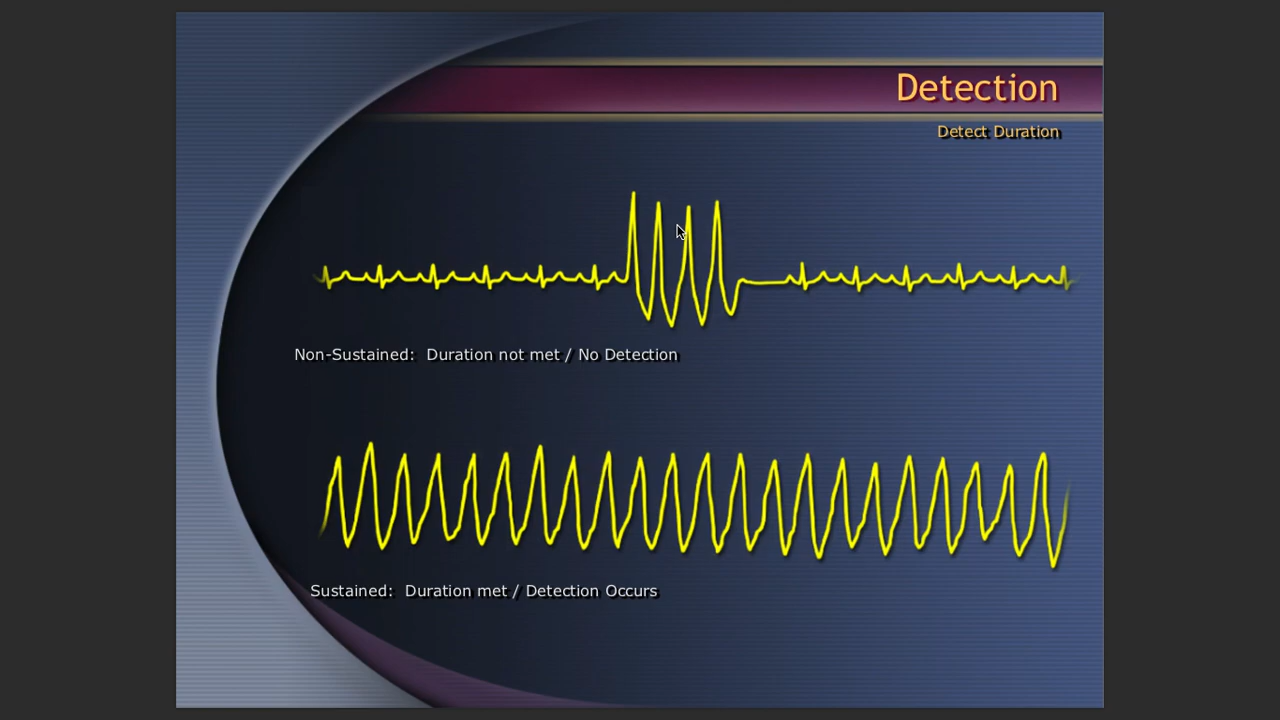 Detection
Detect Duration
Non-Sustained: Duration not met / No Detection
Sustained: Duration met / Detection Occurs